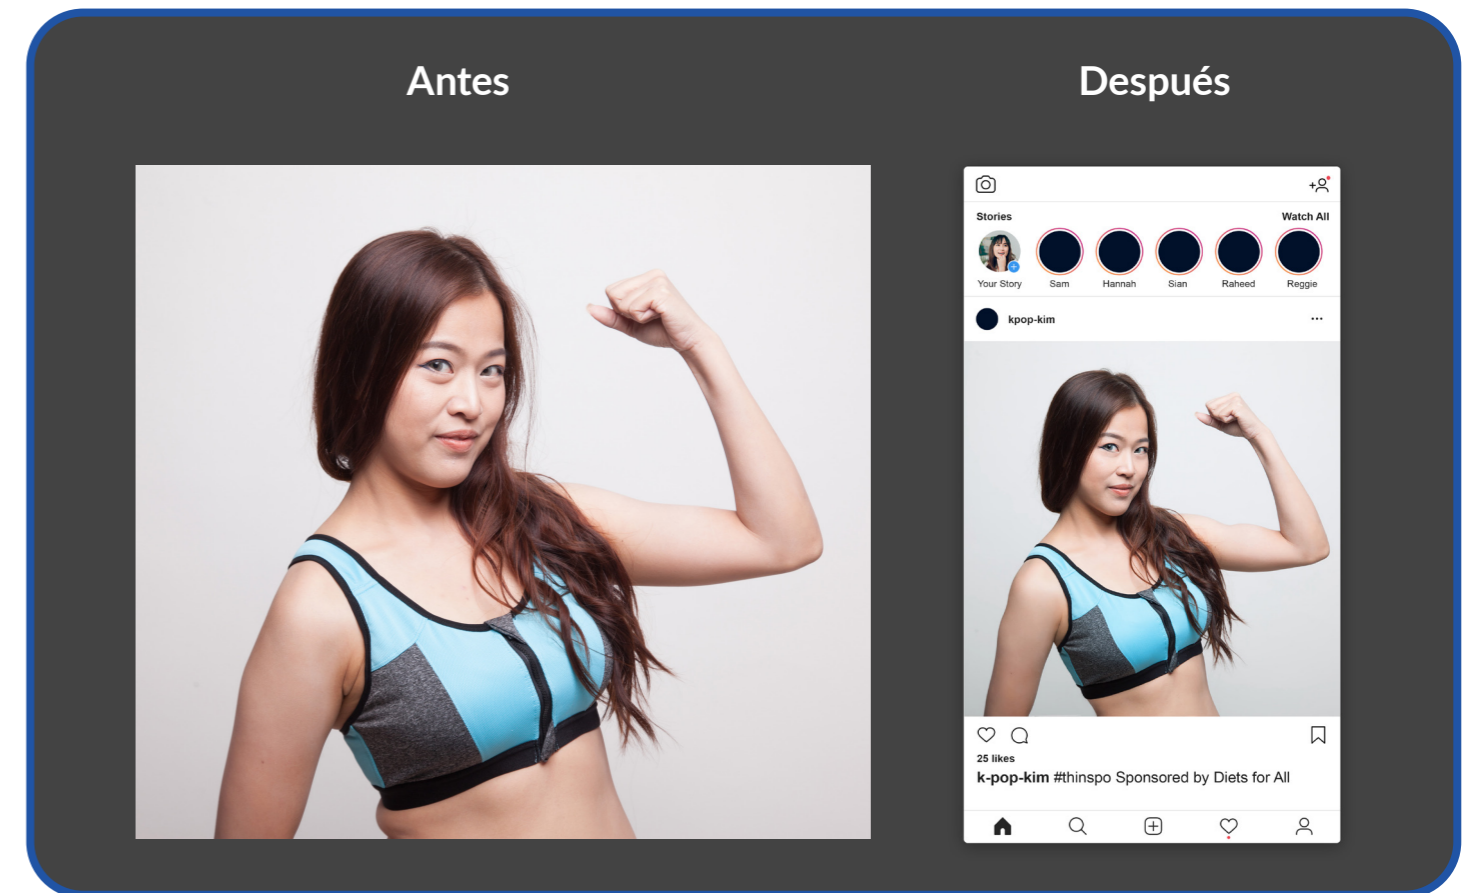 Antes
Después
Stories
Watch All
Your Story
Sam
Hannah
Sian
Raheed
Reggie
kpop-kim
25 likes
k-pop-kim #thinspo Sponsored by Diets for All